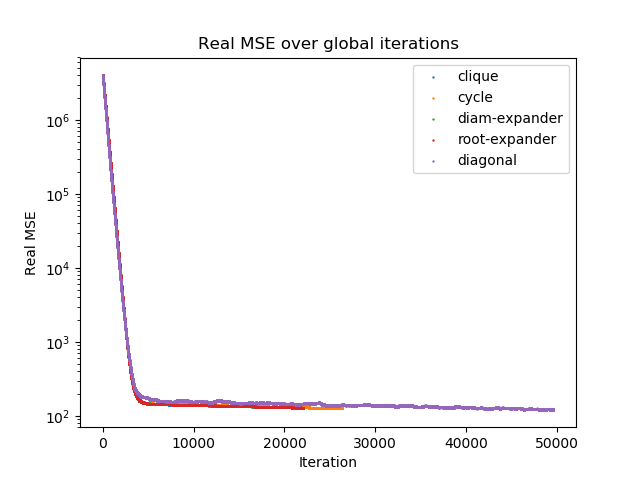 Real MSE over global iterations
clique
cycle
diam-expander
root-expander
diagonal
Real MSE
10^6
10^5
10^4
10^3
10^2
0 10000 20000 30000 40000 50000
Iteration